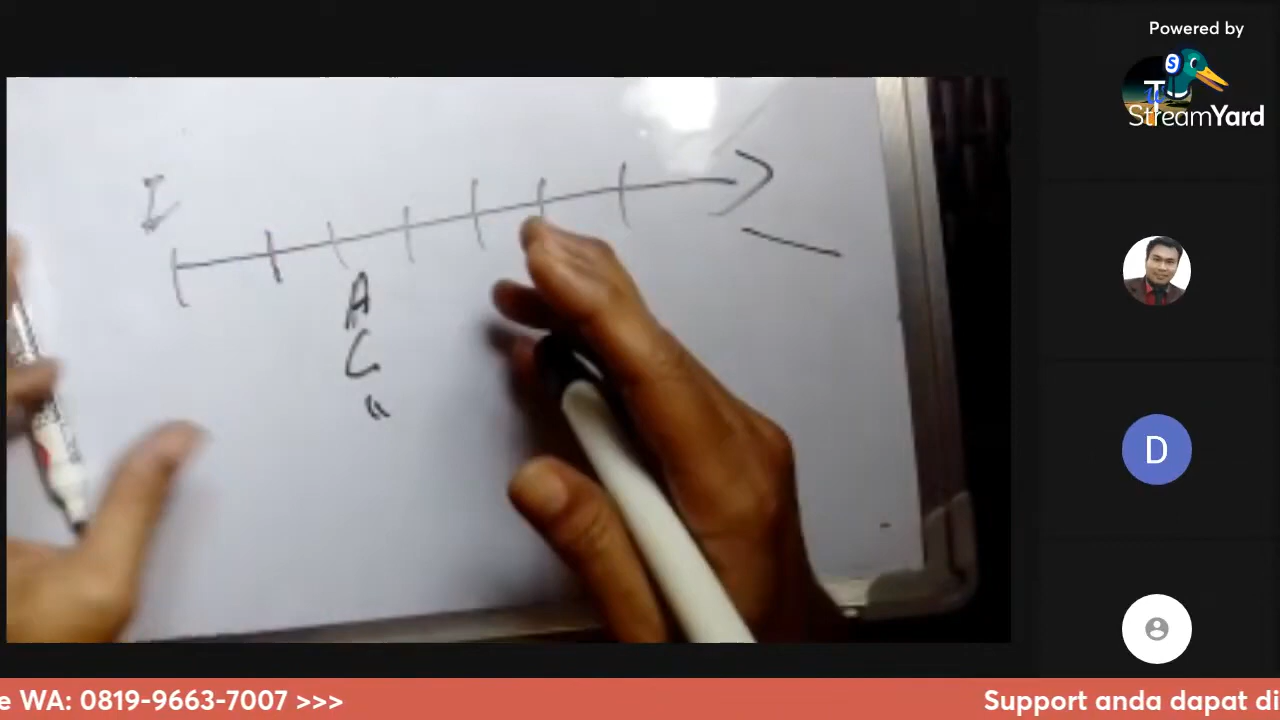 Powered by
StreamYard
I
A
C
"
D
e WA: 0819-9663-7007 >>>
Support anda dapat di